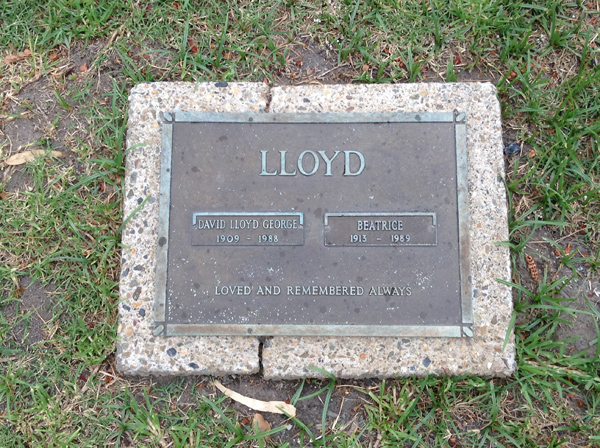 LLOYD
DAVID LLOYD GEORGE
1909 - 1988
BEATRICE
1913 - 1989
LOVED AND REMEMBERED ALWAYS